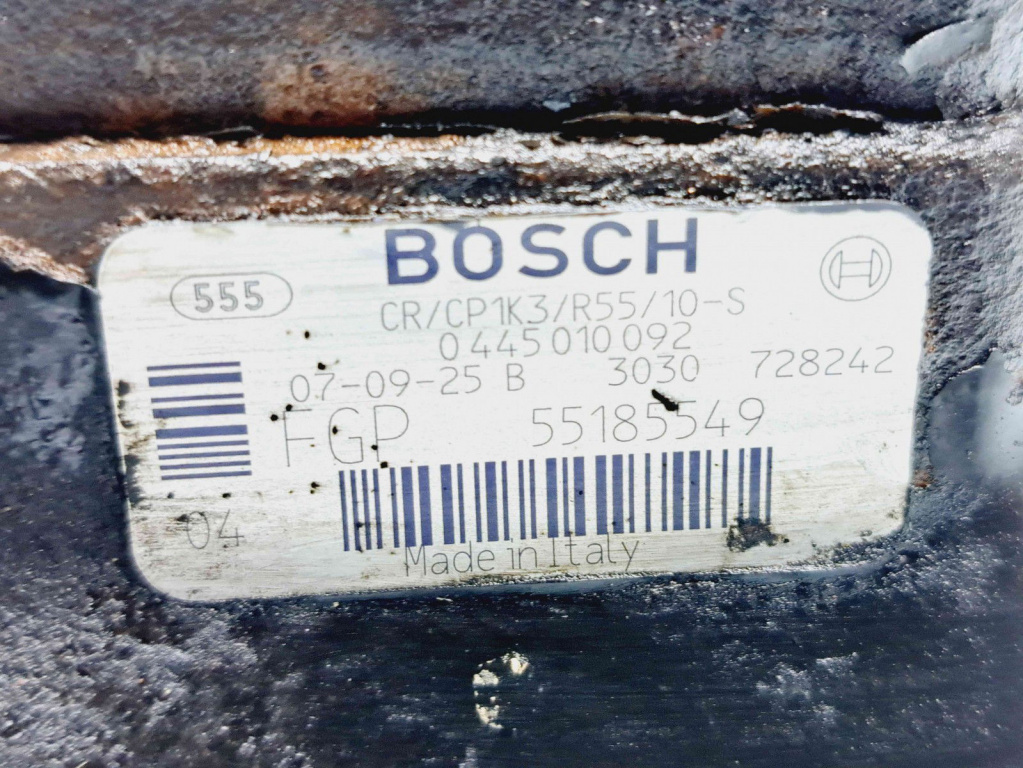 BOSCH
555
CR/CP1K3/R55/10-S
0 445 010 092
07-09-25 B 3030 728242
FGP 55185549
04
Made in Italy